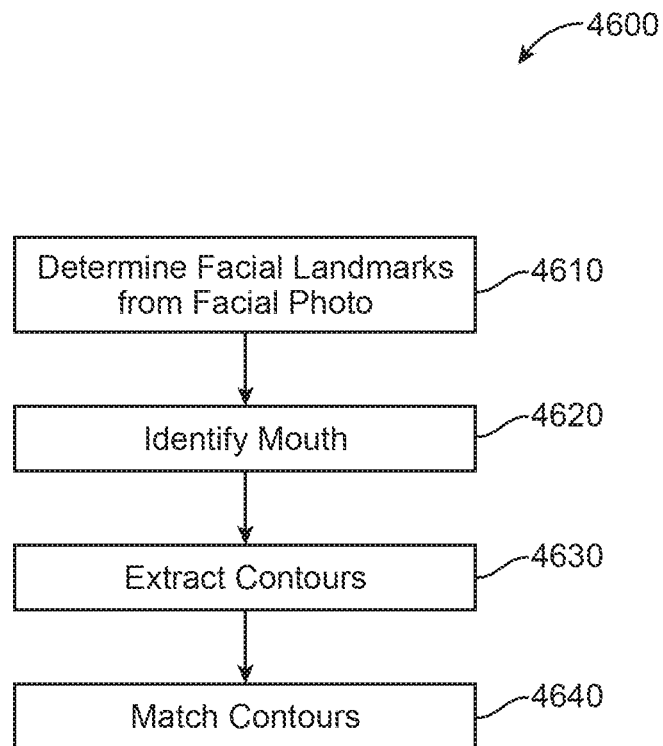 4600
Determine Facial Landmarks
from Facial Photo
4610
Identify Mouth
4620
Extract Contours
4630
Match Contours
4640